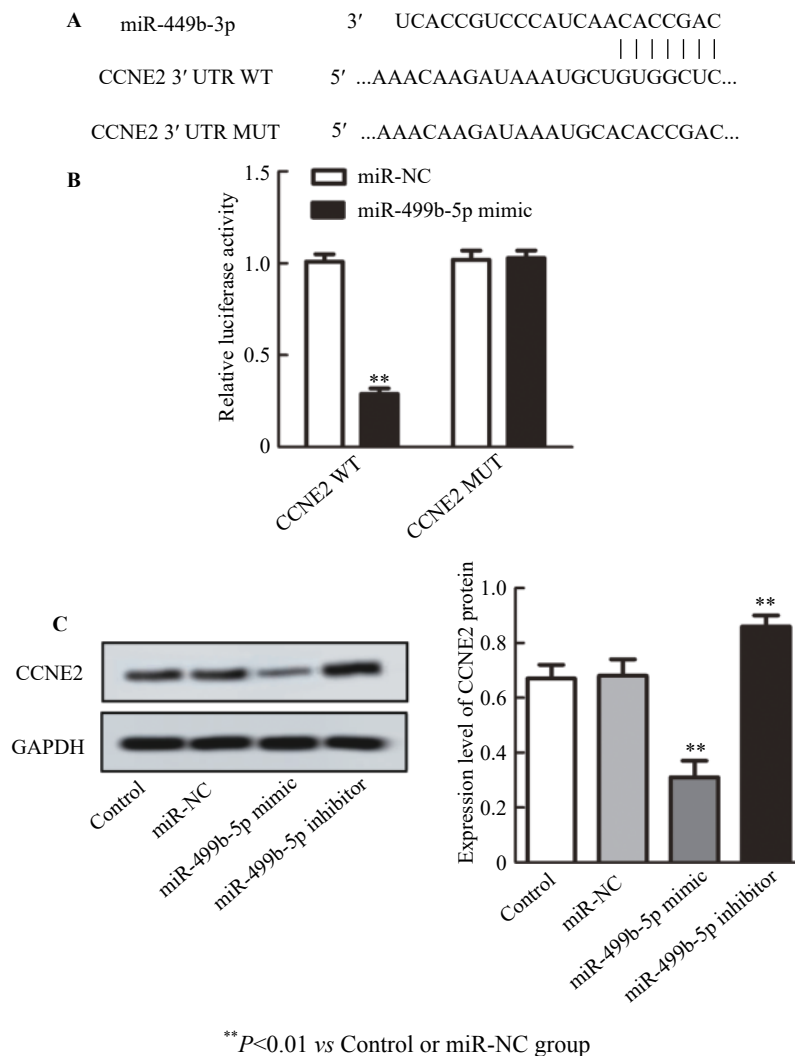 A
miR-449b-3p 3′ UCACCGUCCCAUCAACACCGAC
CCNE2 3′ UTR WT 5′ ...AAACAAGAUAAAUGCUGUGGCUC...
CCNE2 3′ UTR MUT 5′ ...AAACAAGAUAAAUGCACACCGAC...
B
Relative luciferase activity
1.5
1.0
0.5
0
miR-NC
miR-499b-5p mimic
**
CCNE2 WT
CCNE2 MUT
C
CCNE2
GAPDH
Control
miR-NC
miR-499b-5p mimic
miR-499b-5p inhibitor
Expression level of CCNE2 protein
1.0
0.8
0.6
0.4
0.2
0
**
**
Control
miR-NC
miR-499b-5p mimic
miR-499b-5p inhibitor
**P<0.01 vs Control or miR-NC group